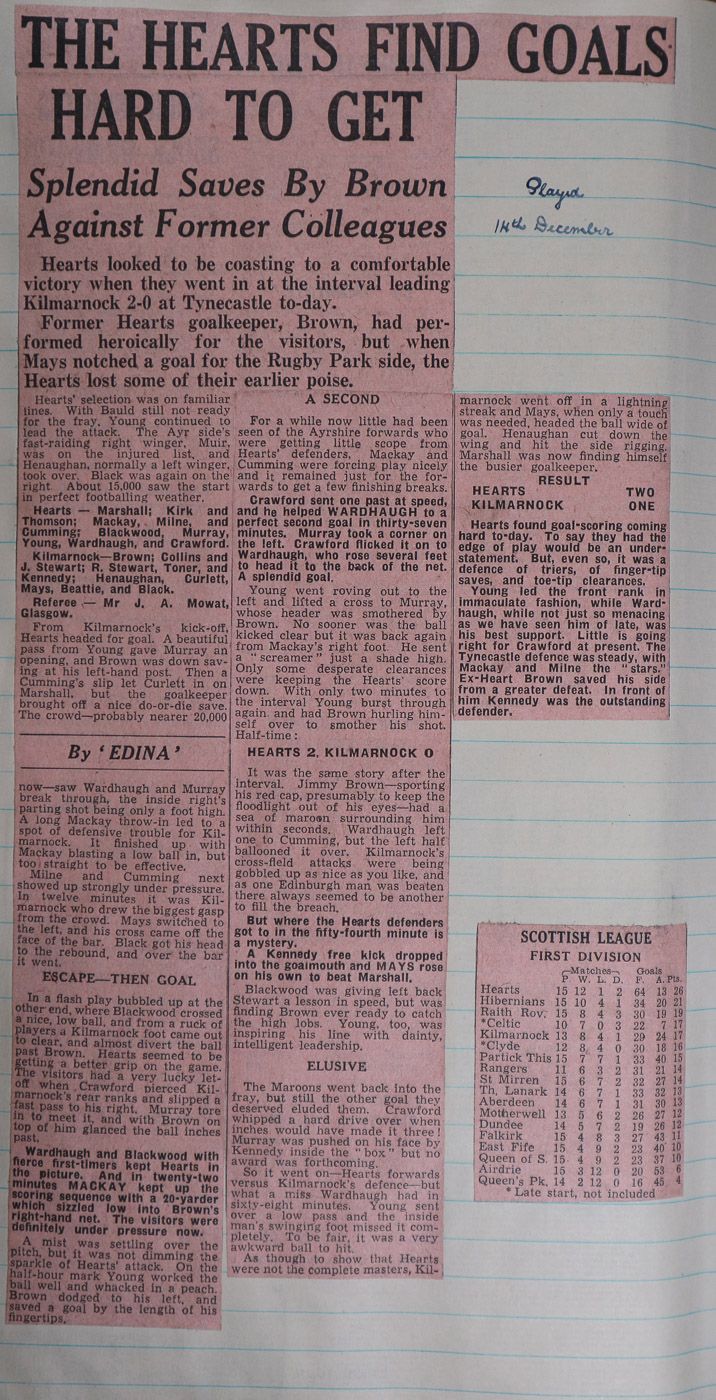 THE HEARTS FIND GOALS
HARD TO GET
Splendid Saves By Brown
Against Former Colleagues
Played
14th December
Hearts looked to be coasting to a comfortable
victory when they went in at the interval leading
Kilmarnock 2-0 at Tynecastle to-day.
Former Hearts goalkeeper, Brown, had per-
formed heroically for the visitors, but when
Mays notched a goal for the Rugby Park side, the
Hearts lost some of their earlier poise.
Hearts' selection was on familiar
lines. With Bauld still not ready
for the fray, Young continued to
lead the attack. The Ayr side's
fast-raiding right winger, Muir,
was on the injured list, and
Henaughan, normally a left winger,
took over. Black was again on the
right. About 15,000 saw the start
in perfect footballing weather.
Hearts — Marshall; Kirk and
Thomson; Mackay, Milne, and
Cumming; Blackwood, Murray,
Young, Wardhaugh, and Crawford.
Kilmarnock—Brown; Collins and
J. Stewart; R. Stewart, Toner, and
Kennedy; Henaughan, Curlett,
Mays, Beattie, and Black.
Referee — Mr J. A. Mowat,
Glasgow.
From Kilmarnock's kick-off,
Hearts headed for goal. A beautiful
pass from Young gave Murray an
opening, and Brown was down sav-
ing at his left-hand post. Then a
Cumming's slip let Curlett in on
Marshall, but the goalkeeper
brought off a nice do-or-die save.
The crowd—probably nearer 20,000
By 'EDINA'
now—saw Wardhaugh and Murray
break through, the inside right's
parting shot being only a foot high.
A long Mackay throw-in led to a
spot of defensive trouble for Kil-
marnock. It finished up with
Mackay blasting a low ball in, but
too straight to be effective.
Milne and Cumming next
showed up strongly under pressure.
In twelve minutes it was Kil-
marnock who drew the biggest gasp
from the crowd. Mays switched to
the left, and his cross came off the
face of the bar. Black got his head
to the rebound, and over the bar
it went.
ESCAPE—THEN GOAL
In a flash play bubbled up at the
other end, where Blackwood crossed
a nice, low ball, and from a ruck of
players a Kilmarnock foot came out
to clear, and almost divert the ball
past Brown. Hearts seemed to be
getting a better grip on the game.
The visitors had a very lucky let-
off when Crawford pierced Kil-
marnock's rear ranks and slipped a
fast pass to his right. Murray tore
in to meet it, and with Brown on
top of him glanced the ball inches
past.
Wardhaugh and Blackwood with
fierce first-timers kept Hearts in
the picture. And in twenty-two
minutes MACKAY kept up the
scoring sequence with a 20-yarder
which sizzled low into Brown's
right-hand net. The visitors were
definitely under pressure now.
A mist was settling over the
pitch, but it was not dimming the
sparkle of Hearts' attack. On the
half-hour mark Young worked the
ball well and whacked in a peach.
Brown dodged to his left, and
saved a goal by the length of his
fingertips.
A SECOND
For a while now little had been
seen of the Ayrshire forwards who
were getting little scope from
Hearts' defenders. Mackay and
Cumming were forcing play nicely
and it remained just for the for-
wards to get a few finishing breaks.
Crawford sent one past at speed,
and he helped WARDHAUGH to a
perfect second goal in thirty-seven
minutes. Murray took a corner on
the left. Crawford flicked it on to
Wardhaugh, who rose several feet
to head it to the back of the net.
A splendid goal.
Young went roving out to the
left and lifted a cross to Murray,
whose header was smothered by
Brown. No sooner was the ball
kicked clear but it was back again
from Mackay's right foot. He sent
a "screamer" just a shade high.
Only some desperate clearances
were keeping the Hearts' score
down. With only two minutes to
the interval Young burst through
again, and had Brown hurling him-
self over to smother his shot.
Half-time:
HEARTS 2, KILMARNOCK 0
It was the same story after the
interval. Jimmy Brown—sporting
his red cap, presumably to keep the
floodlight out of his eyes—had a
sea of maroon surrounding him
within seconds. Wardhaugh left
one to Cumming, but the left half
ballooned it over. Kilmarnock's
cross-field attacks were being
gobbled up as nice as you like, and
as one Edinburgh man was beaten
there always seemed to be another
to fill the breach.
But where the Hearts defenders
got to in the fifty-fourth minute is
a mystery.
A Kennedy free kick dropped
into the goalmouth and MAYS rose
on his own to beat Marshall.
Blackwood was giving left back
Stewart a lesson in speed, but was
finding Brown ever ready to catch
the high lobs. Young, too, was
inspiring his line with dainty,
intelligent leadership.
ELUSIVE
The Maroons went back into the
fray, but still the other goal they
deserved eluded them. Crawford
whipped a hard drive over when
inches would have made it three!
Murray was pushed on his face by
Kennedy inside the "box" but no
award was forthcoming.
So it went on—Hearts forwards
versus Kilmarnock's defence—but
what a miss Wardhaugh had in
sixty-eight minutes. Young sent
over a low pass and the inside
man's swinging foot missed it com-
pletely. To be fair, it was a very
awkward ball to hit.
As though to show that Hearts
were not the complete masters, Kil-
marnock went off in a lightning
streak and Mays, when only a touch
was needed, headed the ball wide of
goal. Henaughan cut down the
wing and hit the side rigging.
Marshall was now finding himself
the busier goalkeeper.
RESULT
HEARTS TWO
KILMARNOCK ONE
Hearts found goal-scoring coming
hard to-day. To say they had the
edge of play would be an under-
statement. But, even so, it was a
defence of triers, of finger-tip
saves, and toe-tip clearances.
Young led the front rank in
immaculate fashion, while Ward-
haugh, while not just so menacing
as we have seen him of late, was
his best support. Little is going
right for Crawford at present. The
Tynecastle defence was steady, with
Mackay and Milne the "stars."
Ex-Heart Brown saved his side
from a greater defeat. In front of
him Kennedy was the outstanding
defender.
SCOTTISH LEAGUE
FIRST DIVISION
Matches Goals
P. W. L. D. F. A. Pts.
Hearts 15 12 1 2 64 13 26
Hibernians 15 10 4 1 34 20 21
Raith Rov. 15 8 4 3 30 19 19
*Celtic 10 7 0 3 22 7 17
Kilmarnock 13 8 4 1 29 24 17
*Clyde 12 8 4 0 30 18 16
Partick This 15 7 7 1 33 40 15
Rangers 11 6 3 2 31 21 14
St Mirren 15 6 7 2 32 27 14
Th. Lanark 14 6 7 1 33 32 13
Aberdeen 14 6 7 1 31 30 13
Motherwell 13 5 6 2 26 27 12
Dundee 14 5 7 2 19 26 12
Falkirk 15 4 8 3 27 43 11
East Fife 15 4 9 2 23 40 10
Queen of S. 15 4 9 2 23 37 10
Airdrie 15 3 12 0 20 53 6
Queen's Pk. 14 2 12 0 16 45 4
* Late start, not included